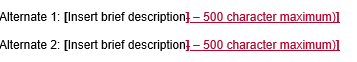 Alternate 1: [Insert brief description] – 500 character maximum)]
Alternate 2: [Insert brief description] – 500 character maximum)]